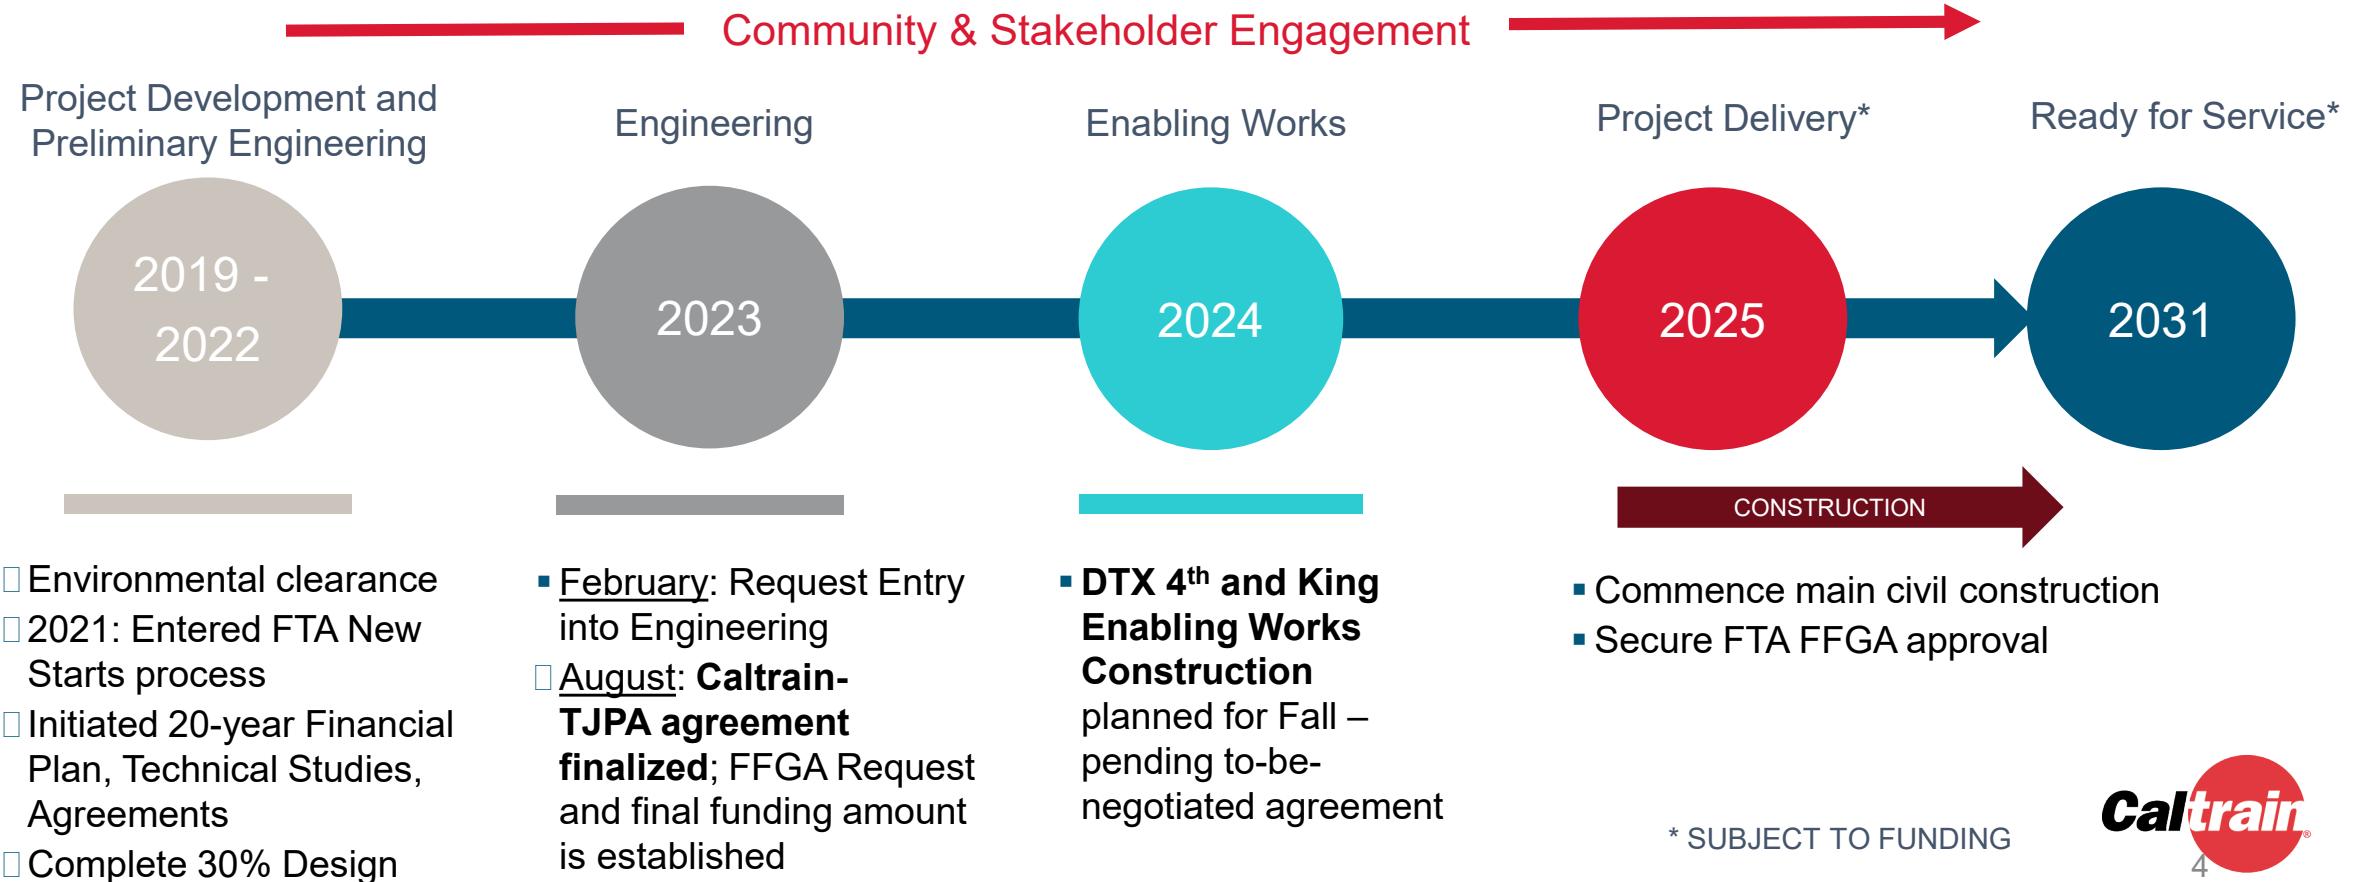 Community & Stakeholder Engagement
Project Development and
Preliminary Engineering
Engineering
Enabling Works
Project Delivery*
Ready for Service*
2019 -
2022
2023
2024
2025
2031
CONSTRUCTION
Environmental clearance
2021: Entered FTA New
Starts process
Initiated 20-year Financial
Plan, Technical Studies,
Agreements
Complete 30% Design
▪ February: Request Entry
into Engineering
August: Caltrain-
TJPA agreement
finalized; FFGA Request
and final funding amount
is established
▪ DTX 4th and King
Enabling Works
Construction
planned for Fall –
pending to-be-
negotiated agreement
▪ Commence main civil construction
▪ Secure FTA FFGA approval
* SUBJECT TO FUNDING
Caltrain®
4